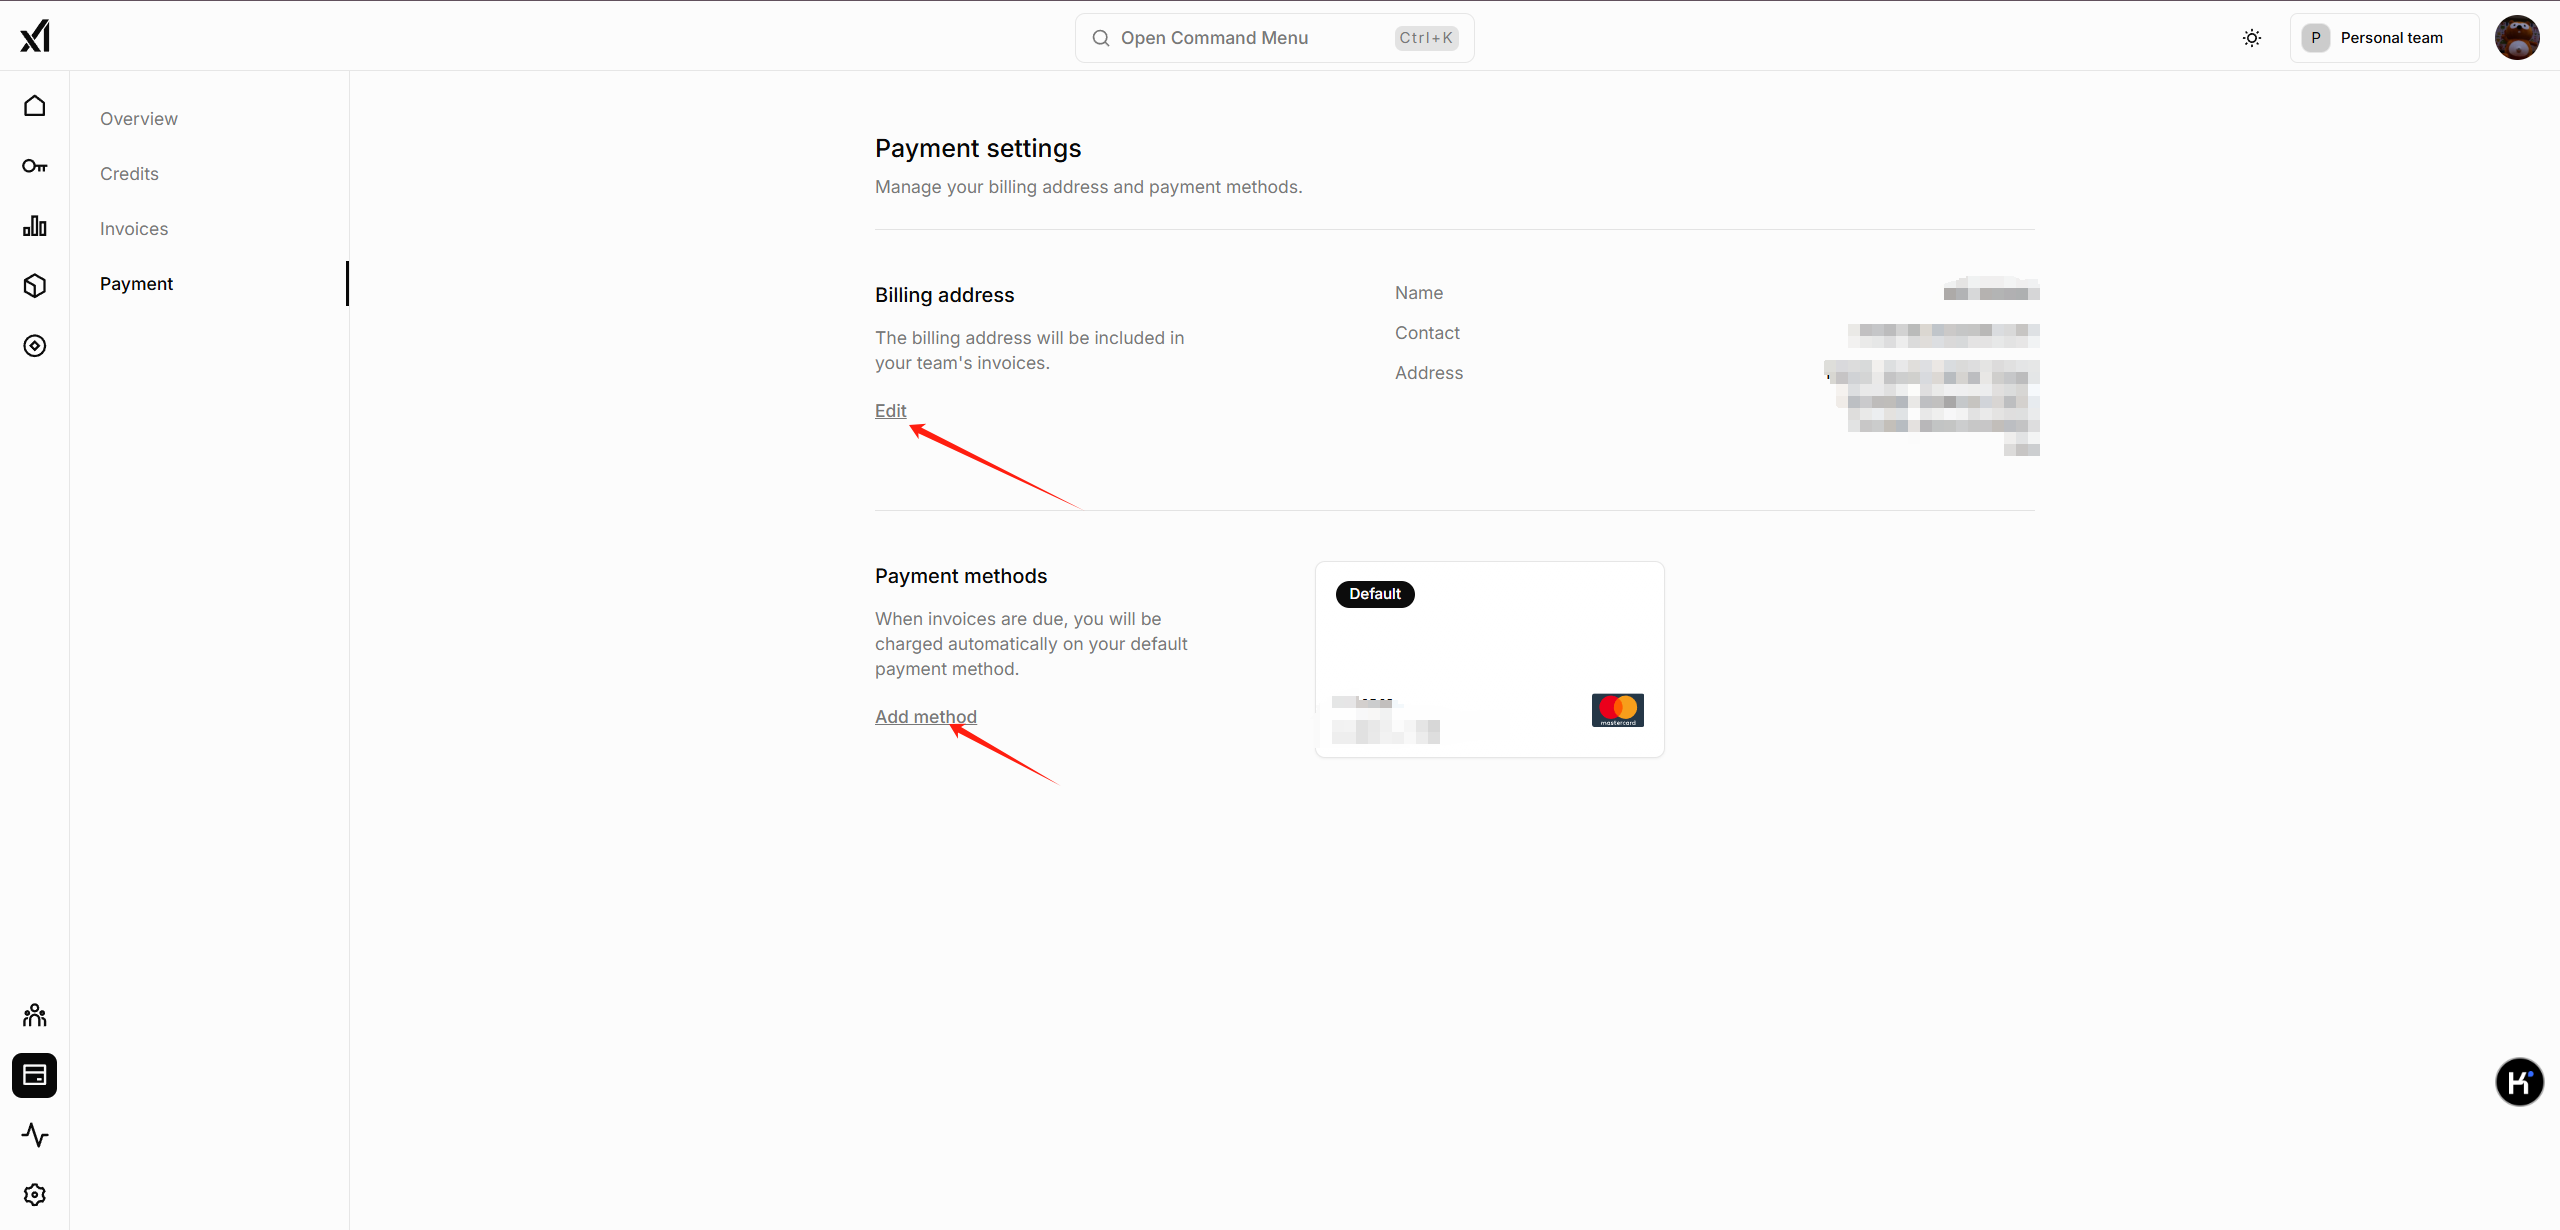 xI
Open Command Menu
Ctrl+K
P
Personal team
Overview
Credits
Invoices
Payment
Payment settings
Manage your billing address and payment methods.
Billing address
The billing address will be included in
your team's invoices.
Edit
Name
Contact
Address
Payment methods
When invoices are due, you will be
charged automatically on your default
payment method.
Add method
Default
mastercard
K